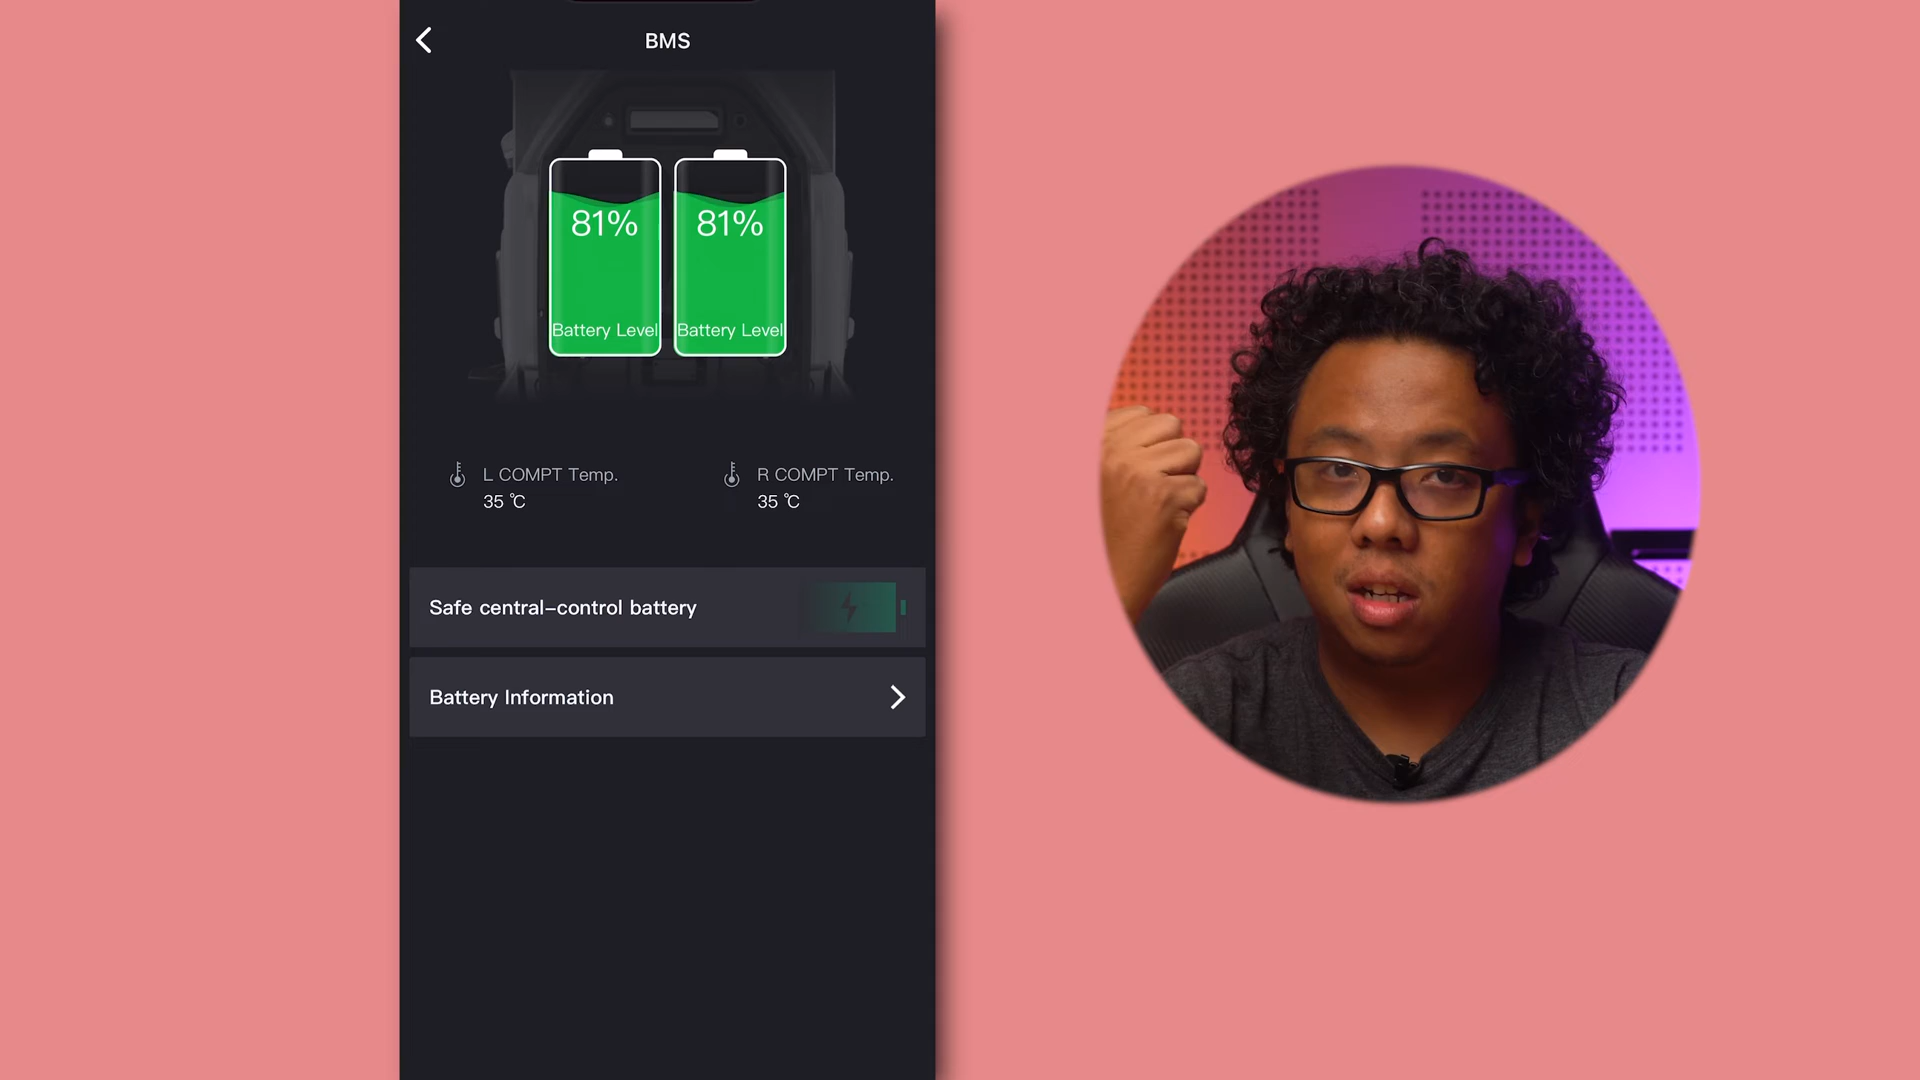 BMS
81%
81%
Battery Level
Battery Level
L COMPT Temp.
35 ℃
R COMPT Temp.
35 ℃
Safe central-control battery
Battery Information